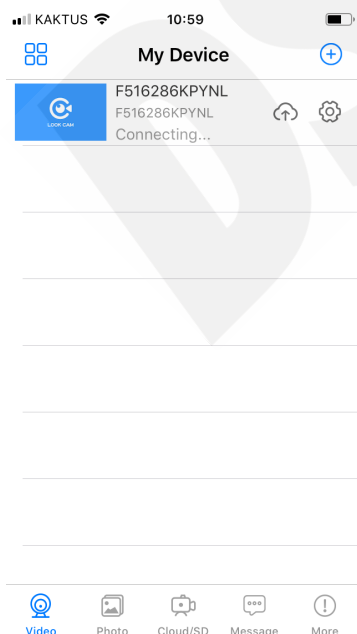 KAKTUS 10:59
My Device
F516286KPYNL
F516286KPYNL
LOOK CAM
Connecting...
Video Photo Cloud/SD Message More